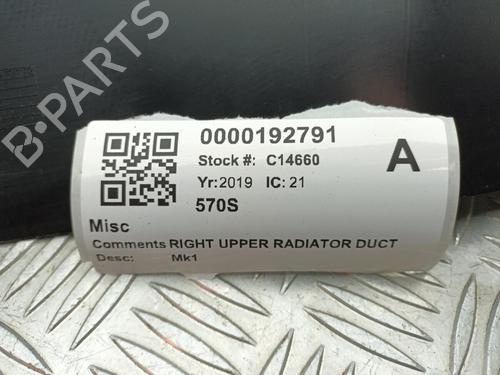 B-PARTS
0000192791
Stock #: C14660
A
Yr: 2019 IC: 21
570S
Misc
Comments RIGHT UPPER RADIATOR DUCT
Desc: Mk1